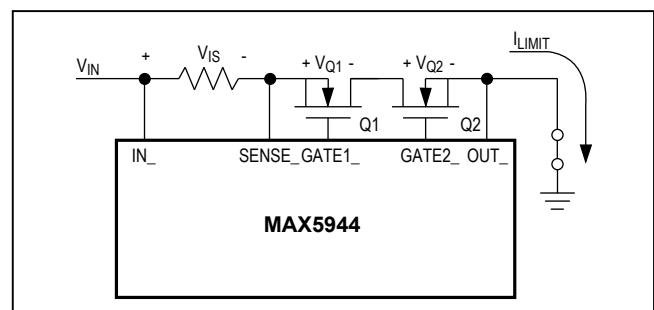 V_IN + V_IS - + V_Q1 - + V_Q2 - I_LIMIT
Q1 Q2
IN_ SENSE_ GATE1_ GATE2_ OUT_
MAX5944